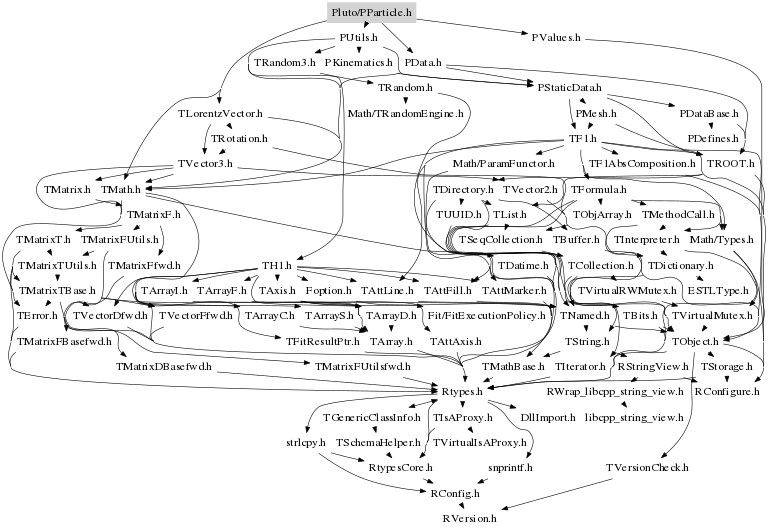 Pluto/PParticle.h
PUtils.h
PValues.h
TRandom3.h
PKinematics.h
PData.h
TRandom.h
PStaticData.h
TLorentzVector.h
Math/TRandomEngine.h
PMesh.h
PDataBase.h
TRotation.h
TF1.h
PDefines.h
TVector3.h
Math/ParamFunctor.h
TF1AbsComposition.h
TROOT.h
TMatrix.h
TMath.h
TDirectory.h
TVector2.h
TFormula.h
TMatrixF.h
TUUID.h
TList.h
TObjArray.h
TMethodCall.h
TMatrixT.h
TMatrixFUtils.h
TSeqCollection.h
TBuffer.h
TInterpreter.h
Math/Types.h
TMatrixTUtils.h
TMatrixFfwd.h
TH1.h
TDatime.h
TCollection.h
TDictionary.h
TMatrixTBase.h
TArrayI.h
TArrayF.h
TAxis.h
Foption.h
TAttLine.h
TAttFill.h
TAttMarker.h
TVirtualRWMutex.h
ESTLType.h
TError.h
TVectorDfwd.h
TVectorFfwd.h
TArrayC.h
TArrayS.h
TArrayD.h
Fit/FitExecutionPolicy.h
TNamed.h
TBits.h
TVirtualMutex.h
TMatrixFBasefwd.h
TFitResultPtr.h
TArray.h
TAttAxis.h
TString.h
TObject.h
TMatrixDBasefwd.h
TMatrixFUtilsfwd.h
TMathBase.h
TIterator.h
RStringView.h
TStorage.h
Rtypes.h
RWrap_libcpp_string_view.h
RConfigure.h
TGenericClassInfo.h
TIsAProxy.h
DllImport.h
libcpp_string_view.h
strlcpy.h
TSchemaHelper.h
TVirtualIsAProxy.h
RtypesCore.h
snprintf.h
TVersionCheck.h
RConfig.h
RVersion.h